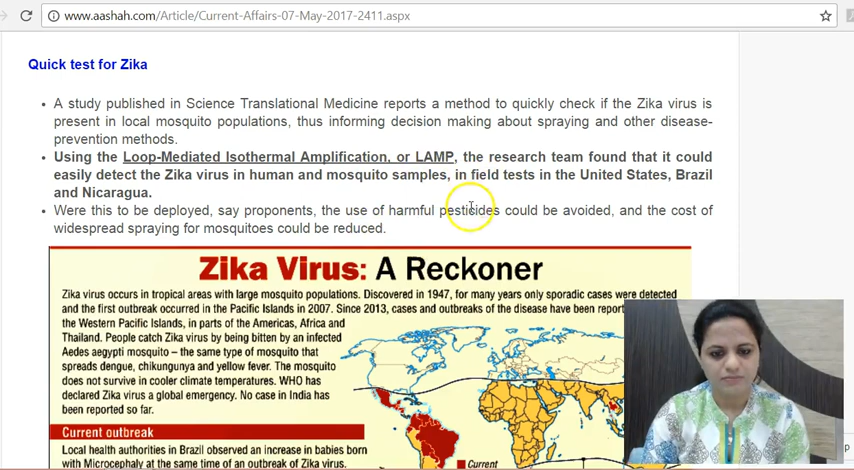 www.aashah.com/Article/Current-Affairs-07-May-2017-2411.aspx
Quick test for Zika
• A study published in Science Translational Medicine reports a method to quickly check if the Zika virus is
present in local mosquito populations, thus informing decision making about spraying and other disease-
prevention methods.
• Using the Loop-Mediated Isothermal Amplification, or LAMP, the research team found that it could
easily detect the Zika virus in human and mosquito samples, in field tests in the United States, Brazil
and Nicaragua.
• Were this to be deployed, say proponents, the use of harmful pesticides could be avoided, and the cost of
widespread spraying for mosquitoes could be reduced.
Zika Virus: A Reckoner
Zika virus occurs in tropical areas with large mosquito populations. Discovered in 1947, for many years only sporadic cases were detected
and the first outbreak occurred in the Pacific Islands in 2007. Since 2013, cases and outbreaks of the disease have been
the Western Pacific Islands, in parts of the Americas, Africa and
Thailand. People catch Zika virus by being bitten by an infected
Aedes aegypti mosquito – the same type of mosquito that
spreads dengue, chikungunya and yellow fever. The mosquito
does not survive in cooler climate temperatures. WHO has
declared Zika virus a global emergency. No case in India has
been reported so far.
Current outbreak
Local health authorities in Brazil observed an increase in babies born
with Microcephaly at the same time of an outbreak of Zika virus.
Current